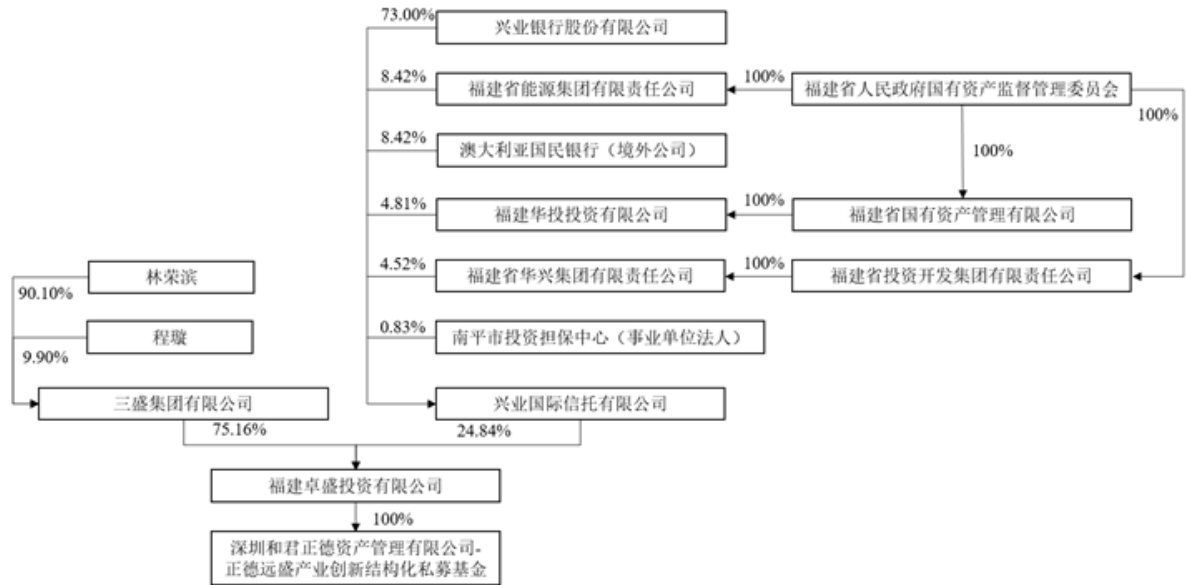 73.00%
兴业银行股份有限公司
8.42%
福建省能源集团有限责任公司
100%
福建省人民政府国有资产监督管理委员会
100%
8.42%
澳大利亚国民银行（境外公司）
100%
4.81%
福建华投投资有限公司
100%
福建省国有资产管理有限公司
4.52%
福建省华兴集团有限责任公司
100%
福建省投资开发集团有限责任公司
林荣滨
90.10%
程璇
9.90%
0.83%
南平市投资担保中心（事业单位法人）
三盛集团有限公司
兴业国际信托有限公司
75.16%
24.84%
福建卓盛投资有限公司
100%
深圳和君正德资产管理有限公司-
正德远盛产业创新结构化私募基金